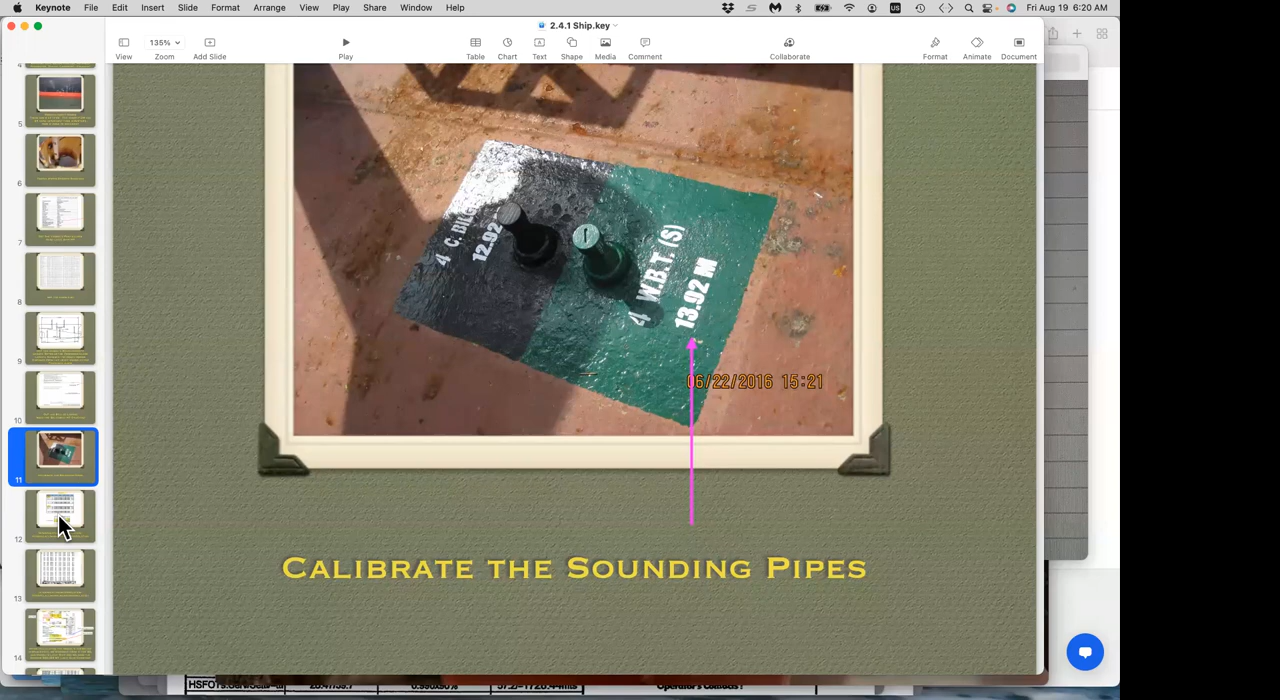 Keynote File Edit Insert Slide Format Arrange View Play Share Window Help
Fri Aug 19 6:20 AM
2.4.1 Ship.key
135%
View Zoom Add Slide Play Table Chart Text Shape Media Comment Collaborate Format Animate Document
5
6
7
8
9
10
11
12
13
14
12.92
4 W.B.T. (S)
13.92 M
06/22/2016 15:21
Calibrate the Sounding Pipes